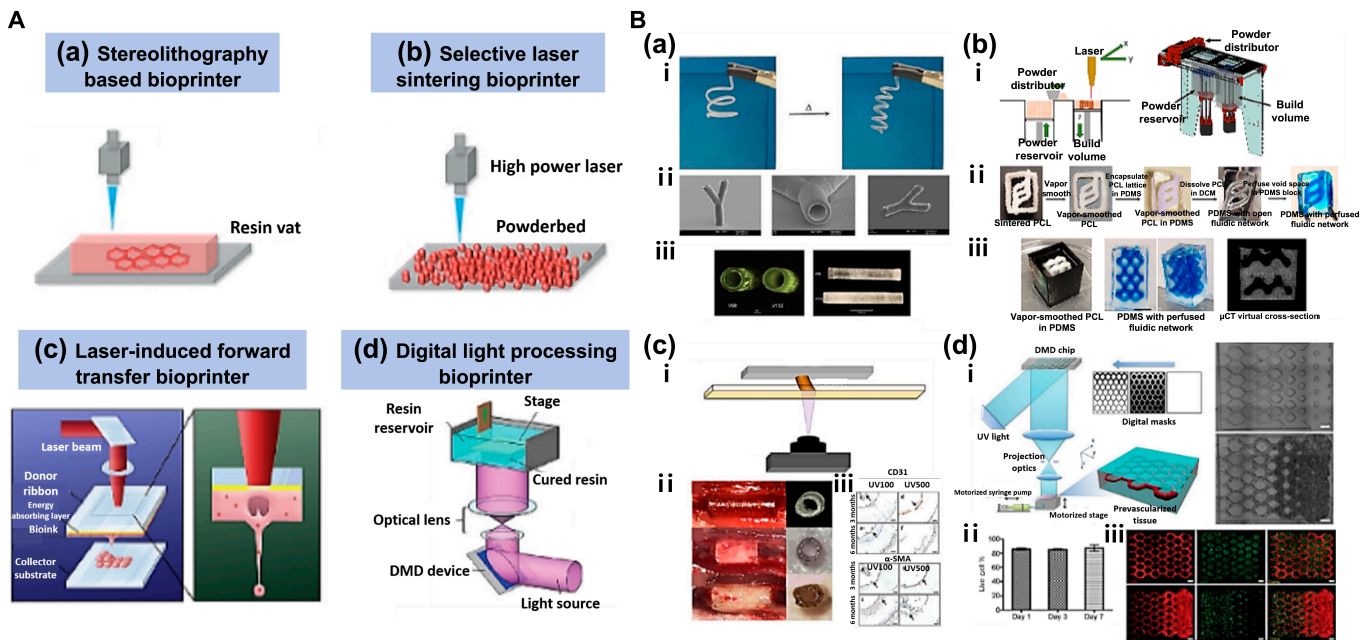 A
(a) Stereolithography
based bioprinter
(b) Selective laser
sintering bioprinter
High power laser
Resin vat
Powderbed
(c) Laser-induced forward
transfer bioprinter
(d) Digital light processing
bioprinter
Laser beam
Donor
ribbon
Energy
absorbing layer
Bioink
Collector
substrate
Resin
reservoir
Stage
Cured resin
Optical lens
DMD device
Light source
B
(a)
i
Δ
ii
iii
(b)
i
Laser
x
y
Powder
distributor
Powder
reservoir
Build
volume
Powder
distributor
Powder
reservoir
Build
volume
ii
Sintered PCL
Vapor
smooth
Vapor-smoothed
PCL
Encapsulate
PCL lattice
in PDMS
Vapor-smoothed
PCL in PDMS
Dissolve PCL
in DCM
PDMS with open
fluidic network
Perfuse void space
in PDMS block
PDMS with perfused
fluidic network
iii
Vapor-smoothed PCL
in PDMS
PDMS with perfused
fluidic network
μCT virtual cross-section
(c)
i
ii
iii
CD31
UV100 UV500
3 months
6 months
α-SMA
UV100 UV500
3 months
6 months
(d)
i
DMD chip
UV light
Digital masks
Projection
optics
Motorized syringe pump
Motorized stage
Prevascularized
tissue
ii
Live cell %
100
80
60
40
20
0
Day 1 Day 3 Day 7
iii